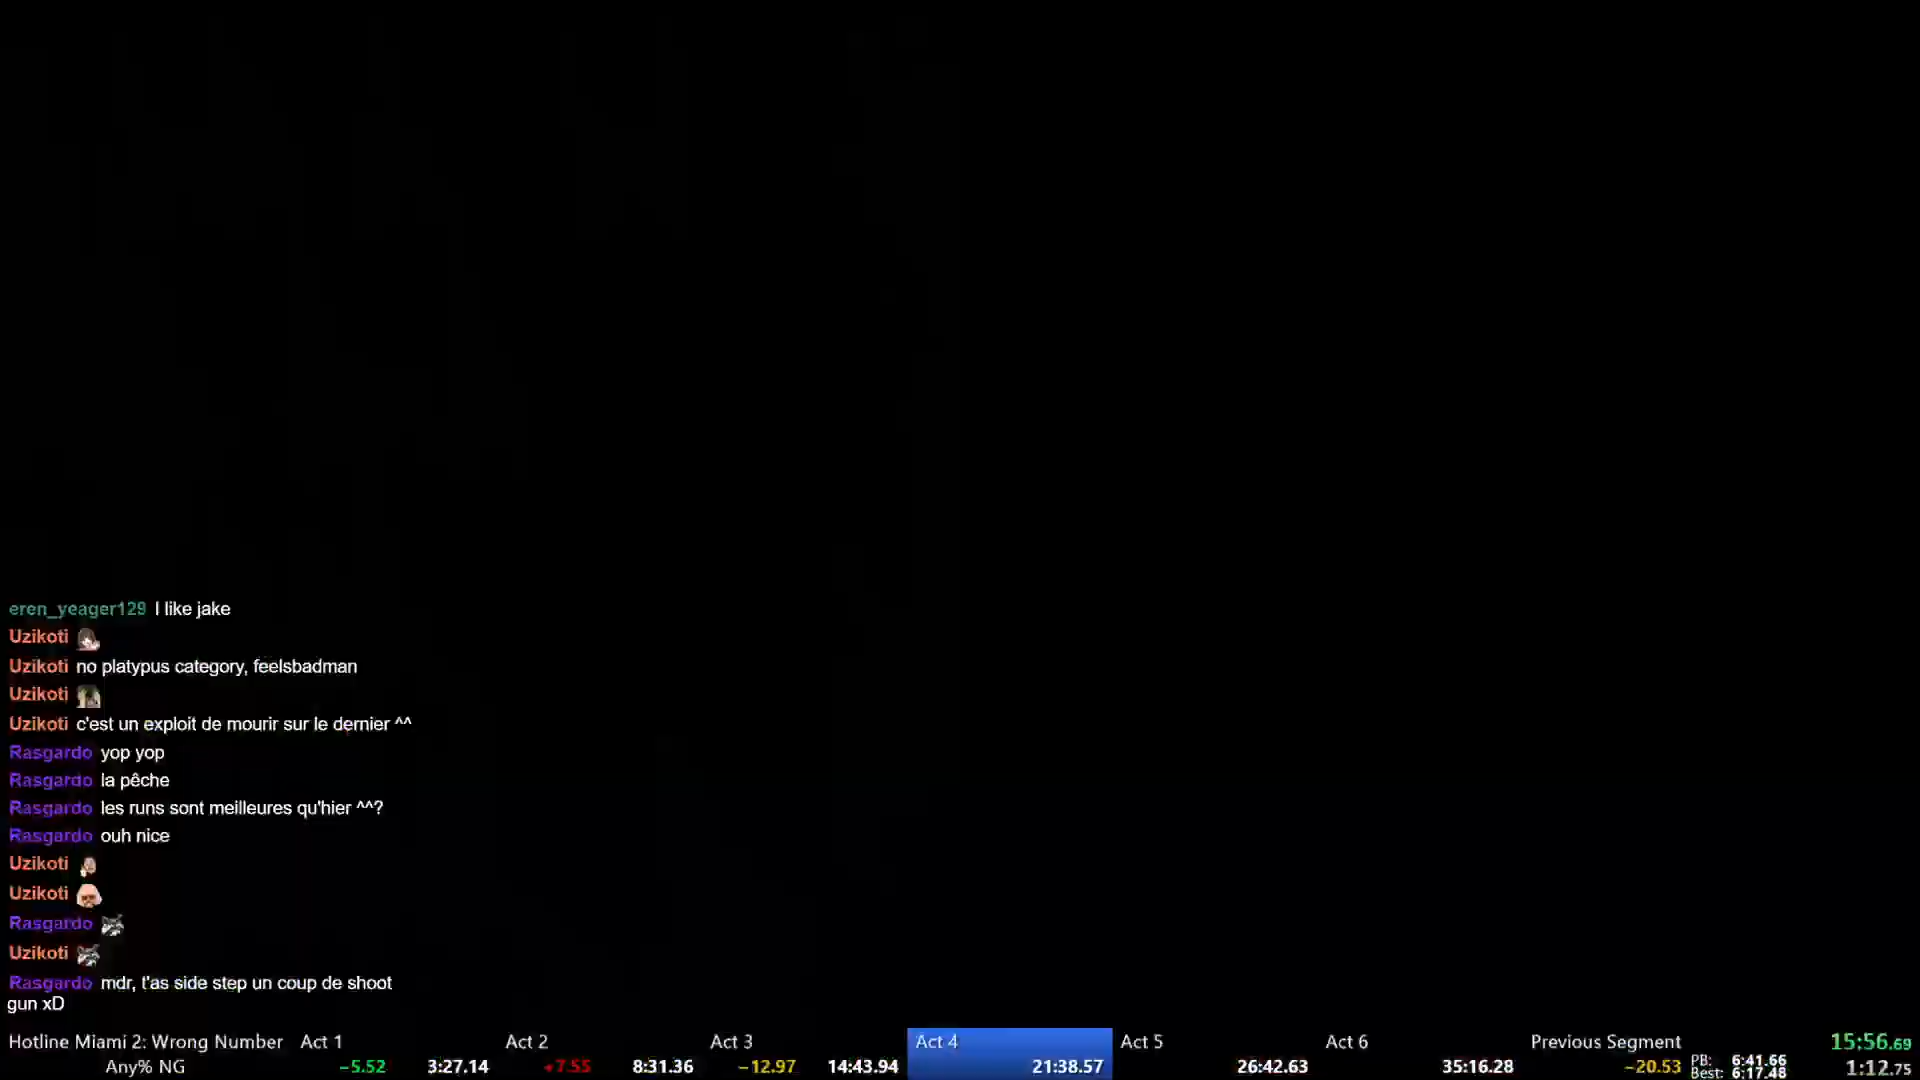 eren_yeager129 I like jake
Uzikoti
Uzikoti no platypus category, feelsbadman
Uzikoti
Uzikoti c'est un exploit de mourir sur le dernier ^^
Rasgardo yop yop
Rasgardo la pêche
Rasgardo les runs sont meilleures qu'hier ^^?
Rasgardo ouh nice
Uzikoti
Uzikoti
Rasgardo
Uzikoti
Rasgardo mdr, t'as side step un coup de shoot
gun xD
Hotline Miami 2: Wrong Number Act 1 Act 2 Act 3 Act 4 Act 5 Act 6 Previous Segment 15:56.69
Any% NG −5.52 3:27.14 +7.55 8:31.36 −12.97 14:43.94 21:38.57 26:42.63 35:16.28 −20.53 PB: 6:41.66
Best: 6:17.48 1:12.75